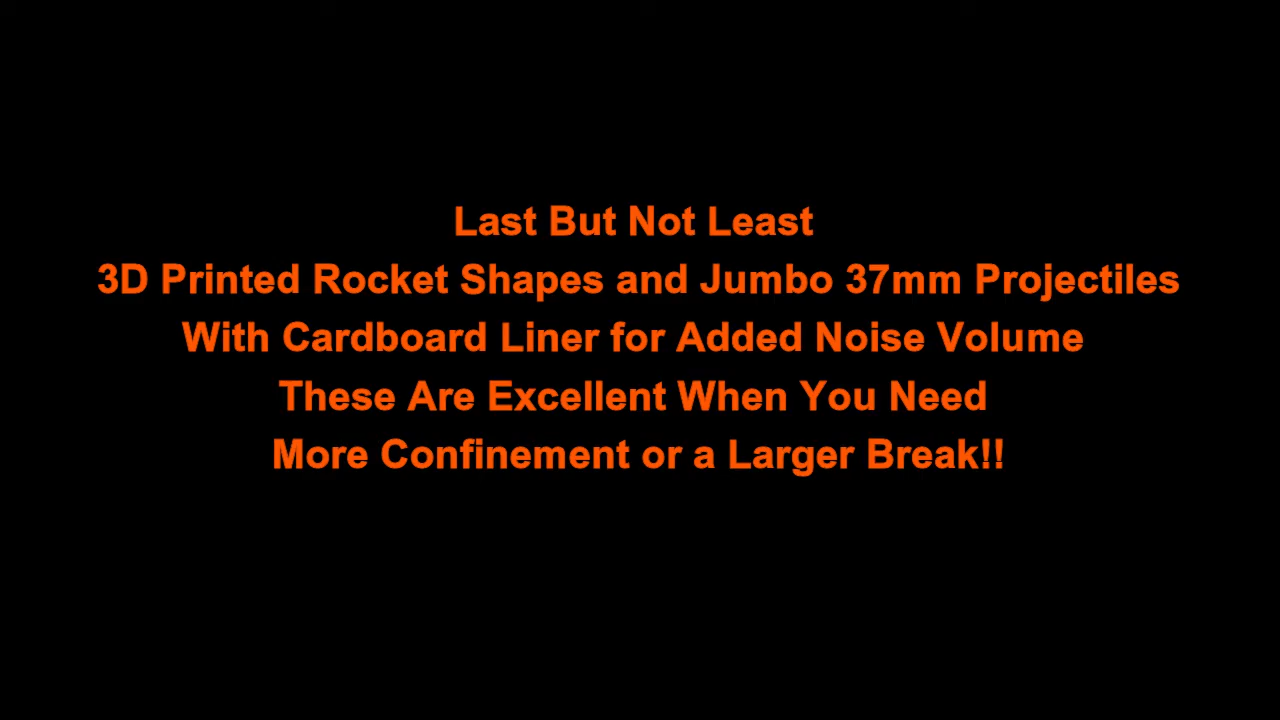 Last But Not Least
3D Printed Rocket Shapes and Jumbo 37mm Projectiles
With Cardboard Liner for Added Noise Volume
These Are Excellent When You Need
More Confinement or a Larger Break!!